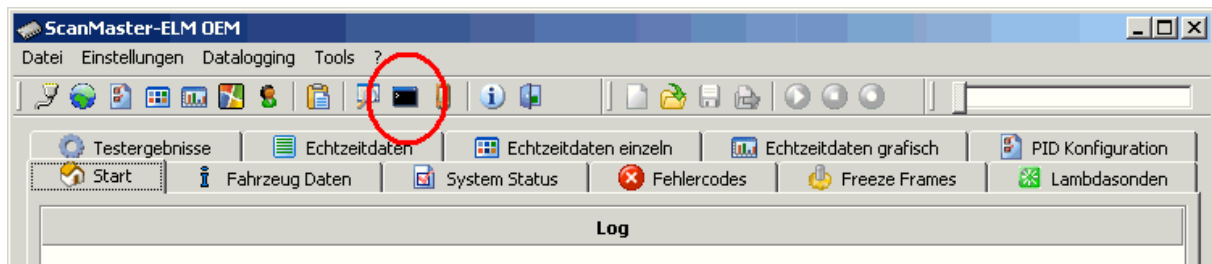 ScanMaster-ELM OEM
Datei Einstellungen Datalogging Tools ?
Testergebnisse Echtzeitdaten Echtzeitdaten einzeln Echtzeitdaten grafisch PID Konfiguration
Start Fahrzeug Daten System Status Fehlercodes Freeze Frames Lambdasonden
Log